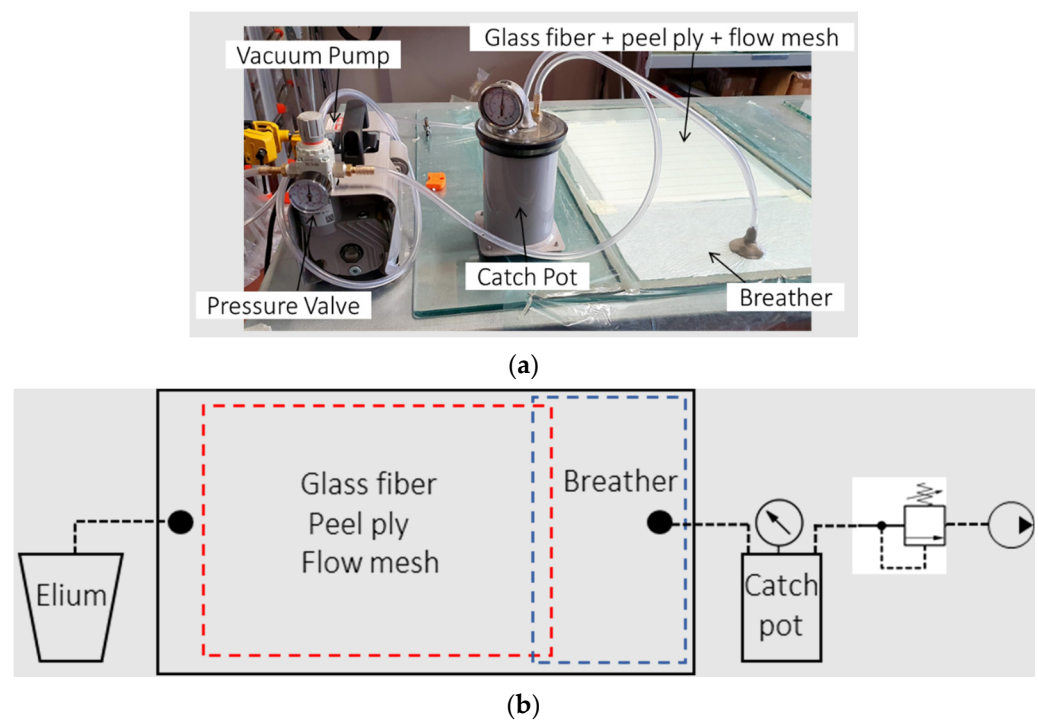 Glass fiber + peel ply + flow mesh
Vacuum Pump
Catch Pot
Breather
Pressure Valve
(a)
Glass fiber
Peel ply
Flow mesh
Breather
Elium
Catch
pot
(b)